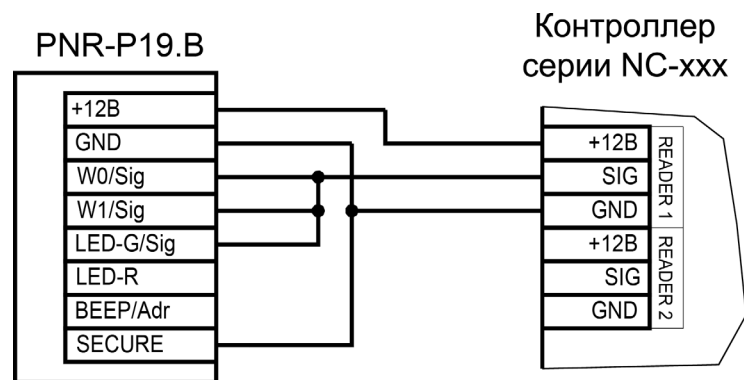 PNR-P19.B
+12В
GND
W0/Sig
W1/Sig
LED-G/Sig
LED-R
BEEP/Adr
SECURE
Контроллер
серии NC-xxx
+12В
SIG
GND
READER 1
+12В
SIG
GND
READER 2